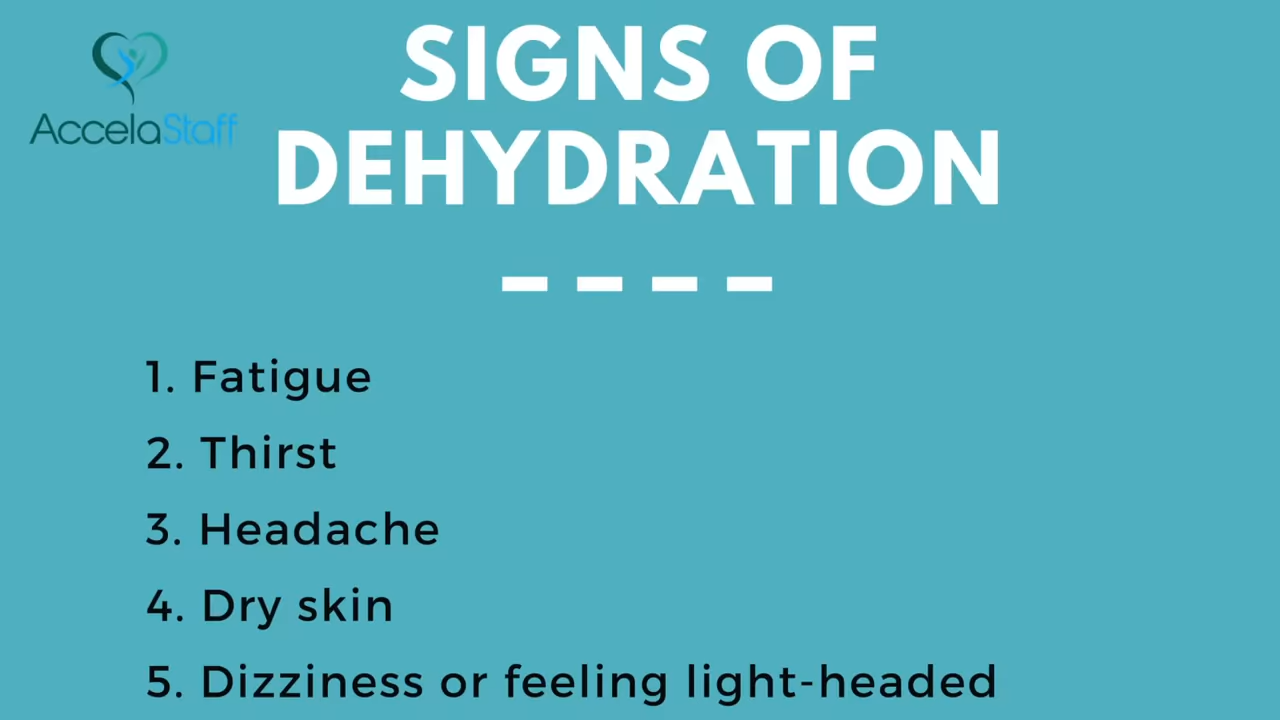 AccelaStaff
SIGNS OF
DEHYDRATION
1. Fatigue
2. Thirst
3. Headache
4. Dry skin
5. Dizziness or feeling light-headed